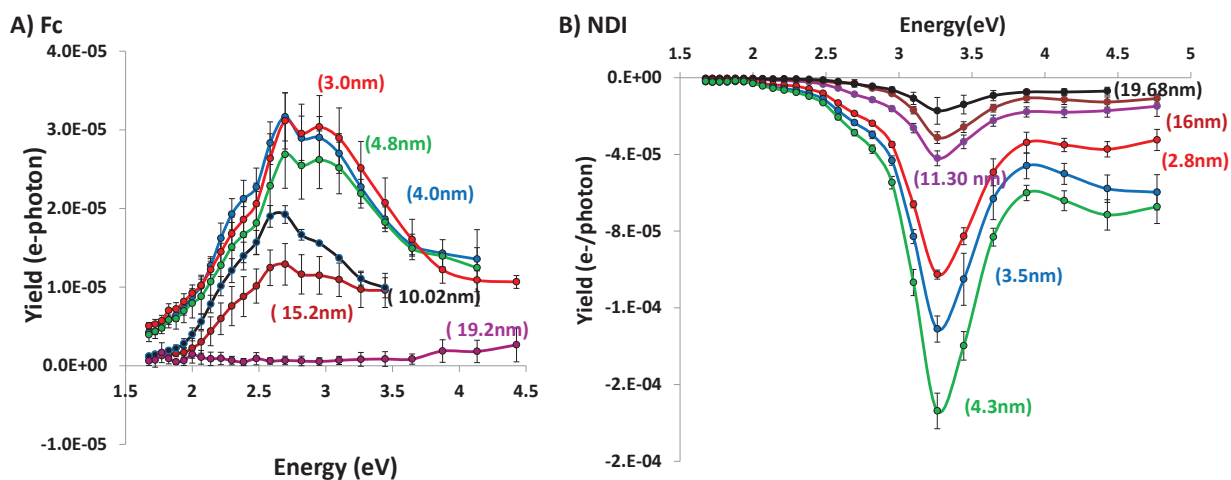 A) Fc
4.0E-05
3.0E-05
2.0E-05
1.0E-05
0.0E+00
-1.0E-05
Yield (e-photon)
(3.0nm)
(4.8nm)
(4.0nm)
( 10.02nm)
( 15.2nm)
( 19.2nm)
1.5 2 2.5 3 3.5 4 4.5
Energy (eV)
B) NDI
Energy(eV)
1.5 2 2.5 3 3.5 4 4.5 5
0.E+00
-4.E-05
-8.E-05
-1.E-04
-2.E-04
-2.E-04
Yield (e-/photon)
(19.68nm)
(16nm)
(11.30 nm)
(2.8nm)
(3.5nm)
(4.3nm)